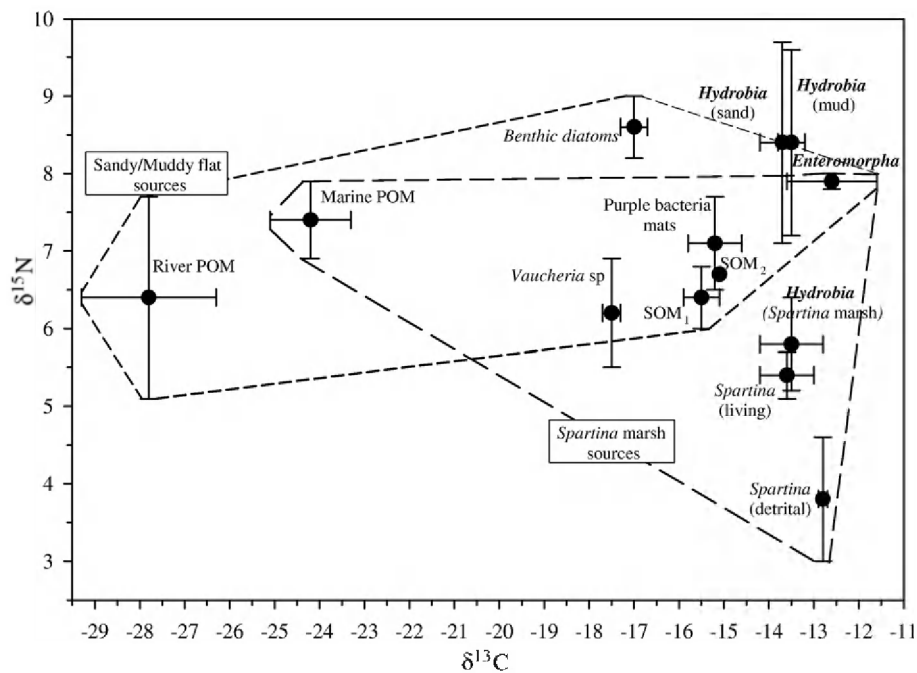 10
9
8
7
6
5
4
3
δ¹⁵N
Hydrobia
(sand)
Hydrobia
(mud)
Benthic diatoms
Enteromorpha
Sandy/Muddy flat
sources
Marine POM
Purple bacteria
mats
River POM
Vaucheria sp
SOM₂
SOM₁
Hydrobia
(Spartina marsh)
Spartina
(living)
Spartina marsh
sources
Spartina
(detrital)
-29 -28 -27 -26 -25 -24 -23 -22 -21 -20 -19 -18 -17 -16 -15 -14 -13 -12 -11
δ¹³C